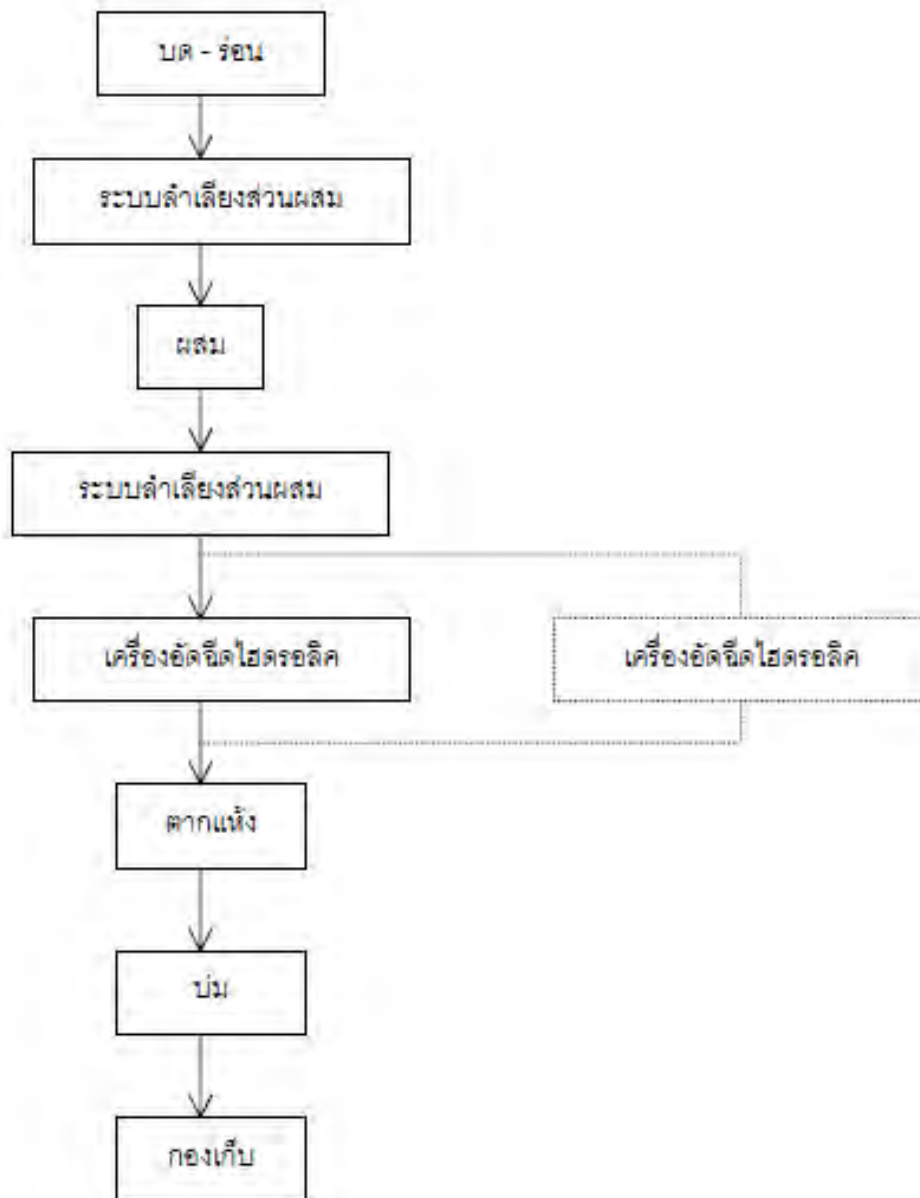 บด - ร่อน
ระบบลำเลียงส่วนผสม
ผสม
ระบบลำเลียงส่วนผสม
เครื่องอัดฉีดไฮดรอลิค
เครื่องอัดฉีดไฮดรอลิค
ตากแห้ง
บ่ม
กองเก็บ